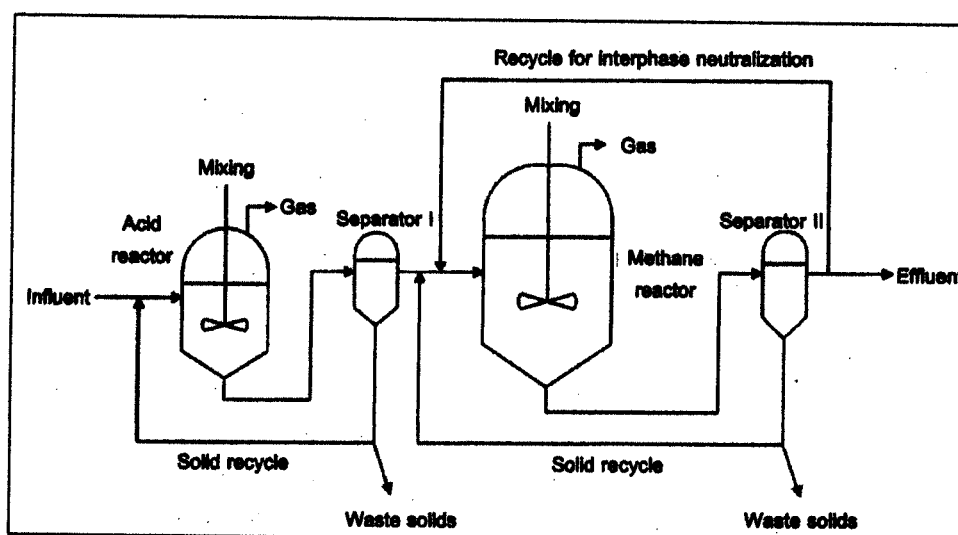 Recycle for interphase neutralization
Mixing
Gas
Mixing
Gas
Acid
reactor
Separator I
Separator II
Methane
reactor
Influent
Effluent
Solid recycle
Solid recycle
Waste solids
Waste solids